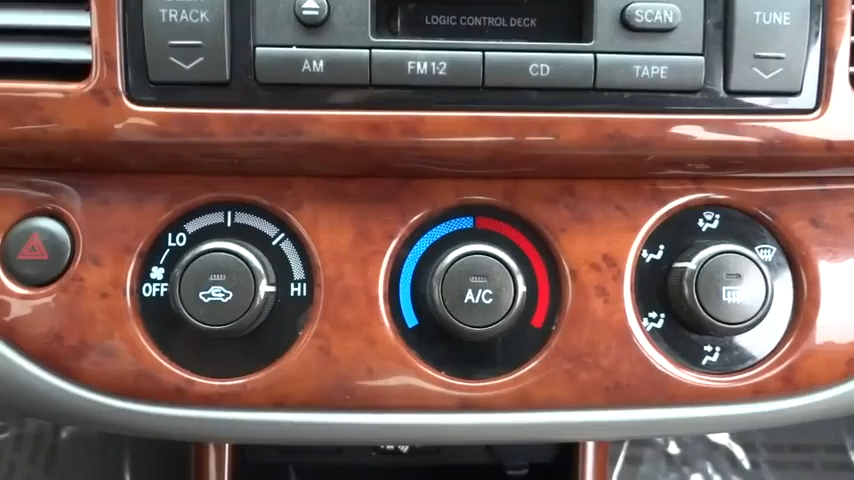 TRACK
LOGIC CONTROL DECK
SCAN
TUNE
AM
FM1·2
CD
TAPE
LO
OFF
HI
A/C